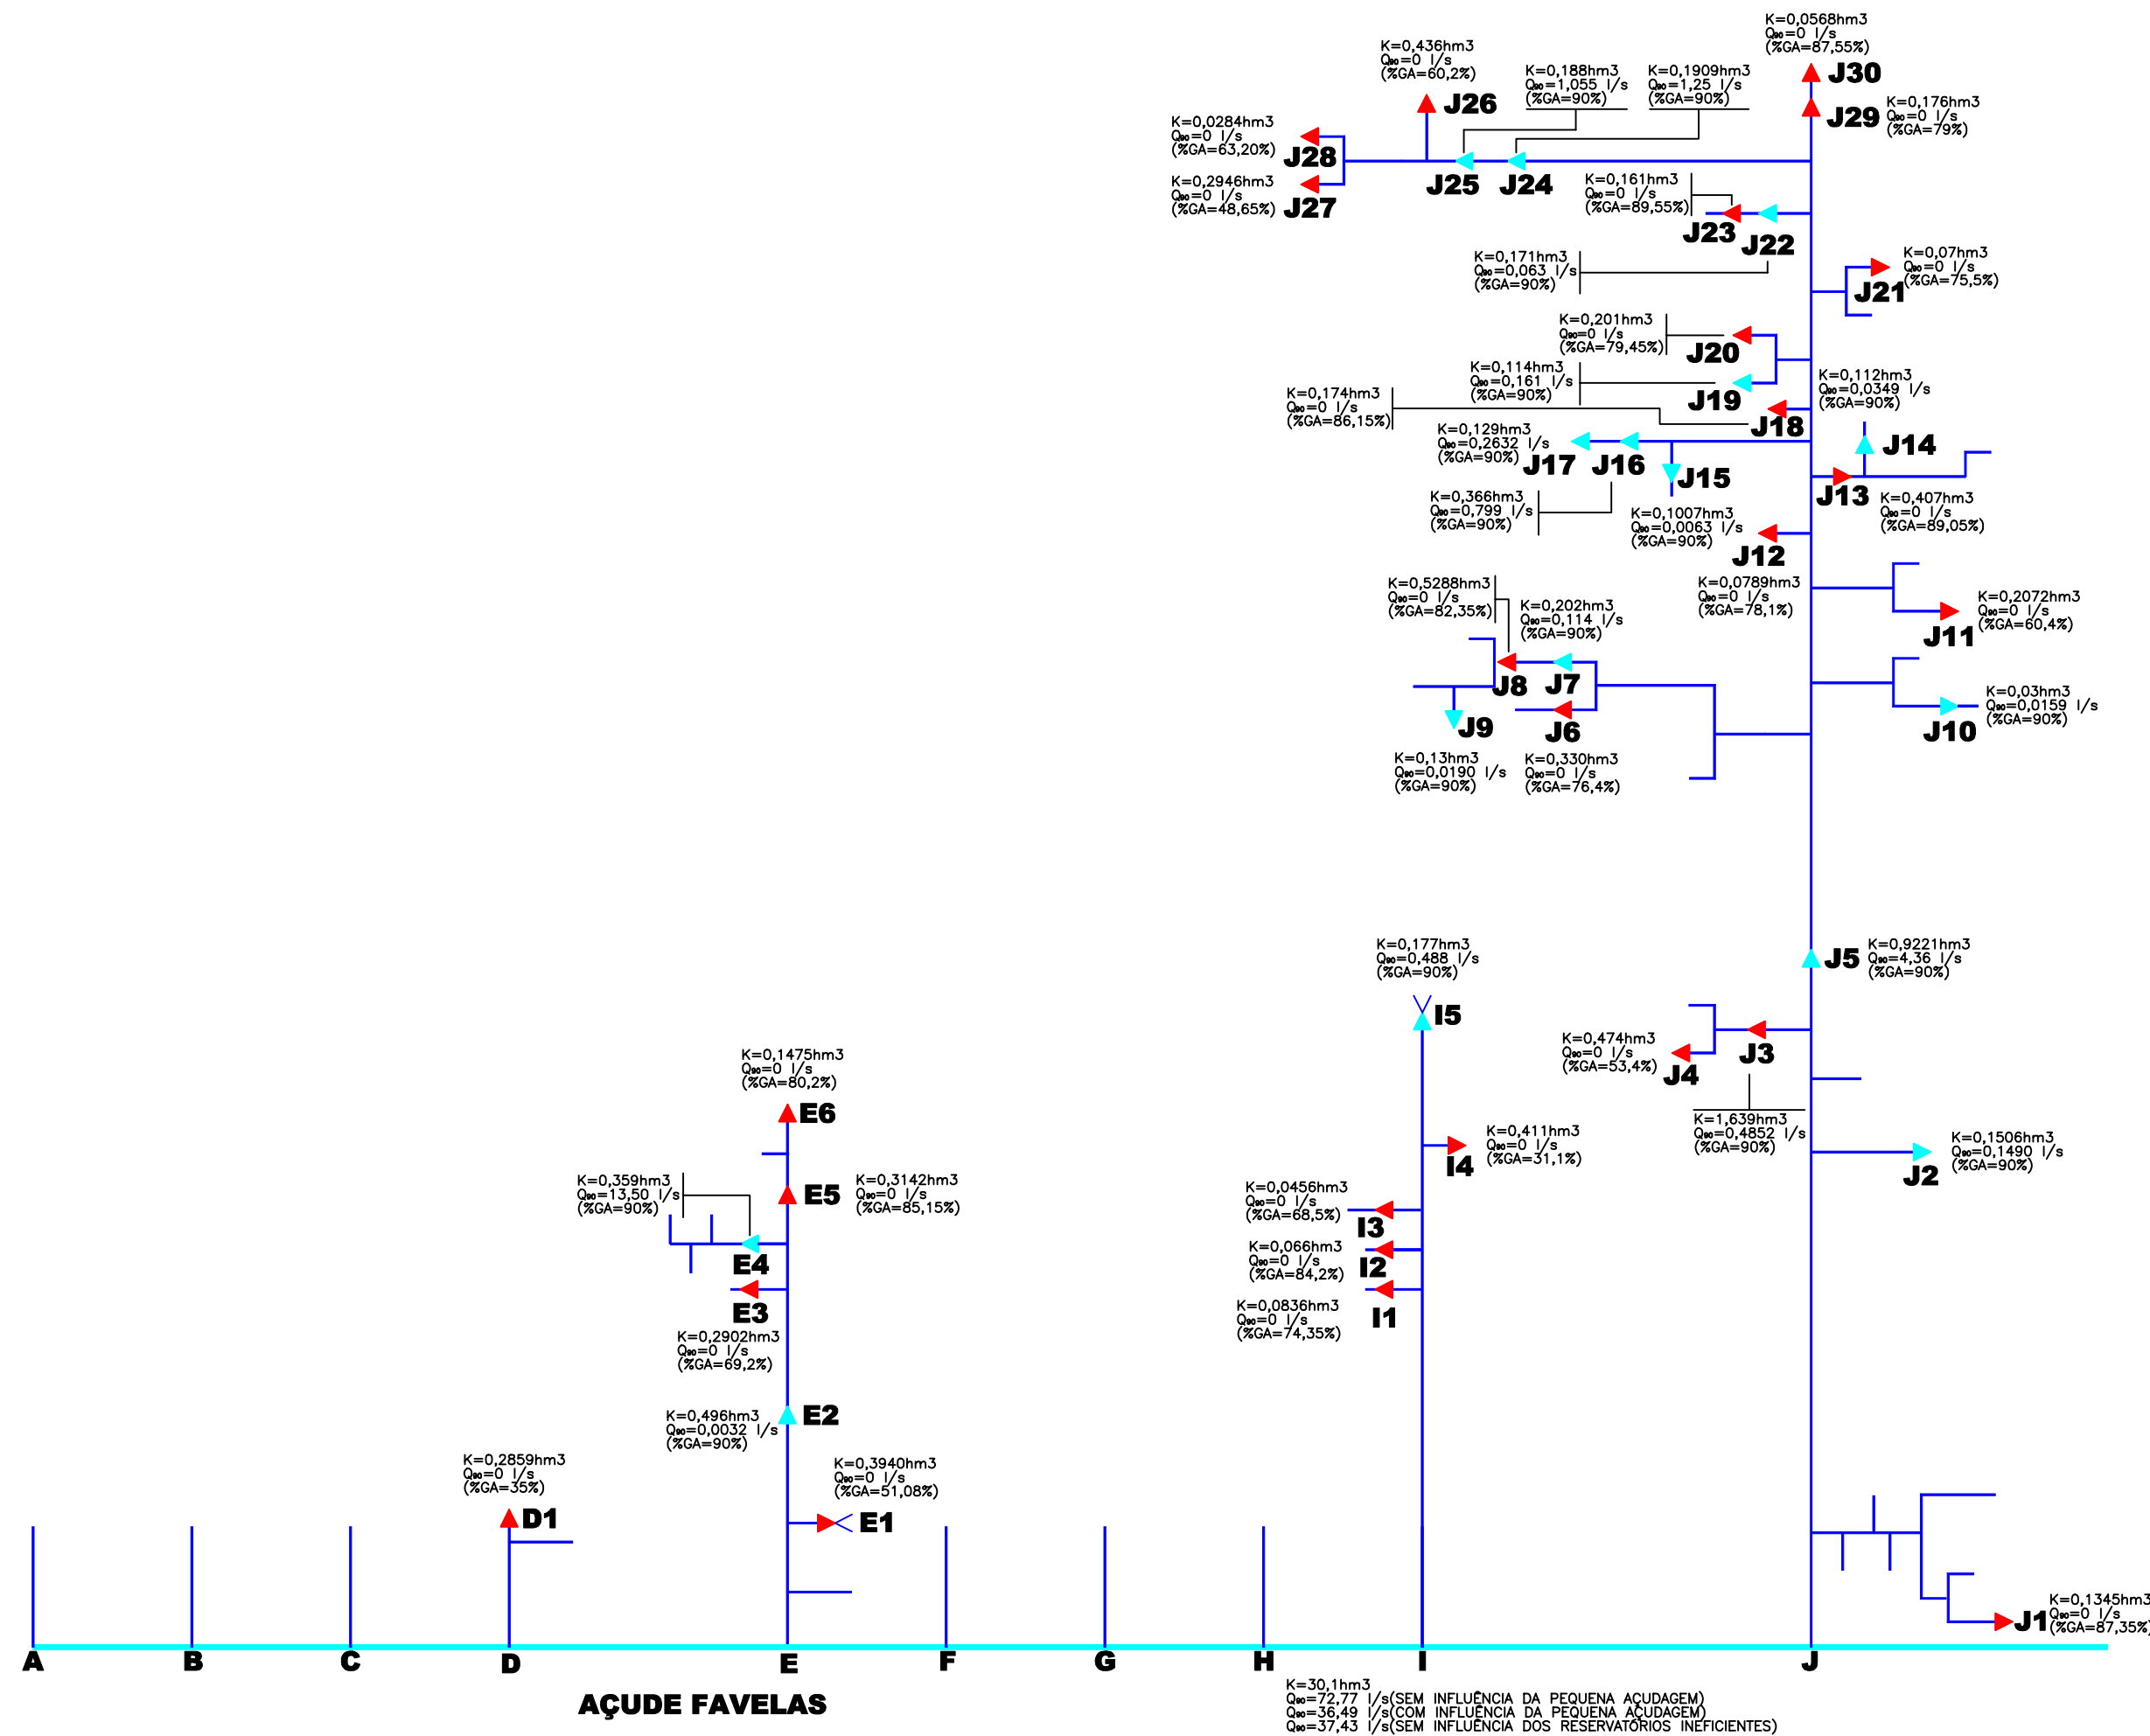 K=0,0568hm3
Q90=0 l/s
(%GA=87,55%)
J30
K=0,176hm3
Q90=0 l/s
(%GA=79%)
J29
K=0,436hm3
Q90=0 l/s
(%GA=60,2%)
J26
K=0,188hm3
Q90=1,055 l/s
(%GA=90%)
J25
K=0,1909hm3
Q90=1,25 l/s
(%GA=90%)
J24
K=0,0284hm3
Q90=0 l/s
(%GA=63,20%)
J28
K=0,2946hm3
Q90=0 l/s
(%GA=48,65%)
J27
K=0,161hm3
Q90=0 l/s
(%GA=89,55%)
J23
J22
K=0,171hm3
Q90=0,063 l/s
(%GA=90%)
K=0,07hm3
Q90=0 l/s
(%GA=75,5%)
J21
K=0,201hm3
Q90=0 l/s
(%GA=79,45%)
J20
K=0,114hm3
Q90=0,161 l/s
(%GA=90%)
J19
K=0,174hm3
Q90=0 l/s
(%GA=86,15%)
J18
K=0,112hm3
Q90=0,0349 l/s
(%GA=90%)
J14
K=0,129hm3
Q90=0,2632 l/s
(%GA=90%)
J17
J16
J15
J13
K=0,407hm3
Q90=0 l/s
(%GA=89,05%)
K=0,366hm3
Q90=0,799 l/s
(%GA=90%)
K=0,1007hm3
Q90=0,0063 l/s
(%GA=90%)
J12
K=0,0789hm3
Q90=0 l/s
(%GA=78,1%)
K=0,2072hm3
Q90=0 l/s
(%GA=60,4%)
J11
K=0,5288hm3
Q90=0 l/s
(%GA=82,35%)
K=0,202hm3
Q90=0,114 l/s
(%GA=90%)
J8
J7
J9
J6
K=0,13hm3
Q90=0,0190 l/s
(%GA=90%)
K=0,330hm3
Q90=0 l/s
(%GA=76,4%)
K=0,03hm3
Q90=0,0159 l/s
(%GA=90%)
J10
J5
K=0,9221hm3
Q90=4,36 l/s
(%GA=90%)
K=0,177hm3
Q90=0,488 l/s
(%GA=90%)
I5
K=0,474hm3
Q90=0 l/s
(%GA=53,4%)
J4
J3
K=1,639hm3
Q90=0,4852 l/s
(%GA=90%)
K=0,1506hm3
Q90=0,1490 l/s
(%GA=90%)
J2
K=0,411hm3
Q90=0 l/s
(%GA=31,1%)
I4
K=0,0456hm3
Q90=0 l/s
(%GA=68,5%)
I3
K=0,066hm3
Q90=0 l/s
(%GA=84,2%)
I2
K=0,0836hm3
Q90=0 l/s
(%GA=74,35%)
I1
K=0,1475hm3
Q90=0 l/s
(%GA=80,2%)
E6
K=0,359hm3
Q90=13,50 l/s
(%GA=90%)
E5
K=0,3142hm3
Q90=0 l/s
(%GA=85,15%)
E4
E3
K=0,2902hm3
Q90=0 l/s
(%GA=69,2%)
K=0,496hm3
Q90=0,0032 l/s
(%GA=90%)
E2
K=0,2859hm3
Q90=0 l/s
(%GA=35%)
D1
K=0,3940hm3
Q90=0 l/s
(%GA=51,08%)
E1
J1
K=0,1345hm3
Q90=0 l/s
(%GA=87,35%)
A B C D E F G H I J
AÇUDE FAVELAS
K=30,1hm3
Q90=72,77 l/s(SEM INFLUÊNCIA DA PEQUENA AÇUDAGEM)
Q90=36,49 l/s(COM INFLUÊNCIA DA PEQUENA AÇUDAGEM)
Q90=37,43 l/s(SEM INFLUÊNCIA DOS RESERVATÓRIOS INEFICIENTES)